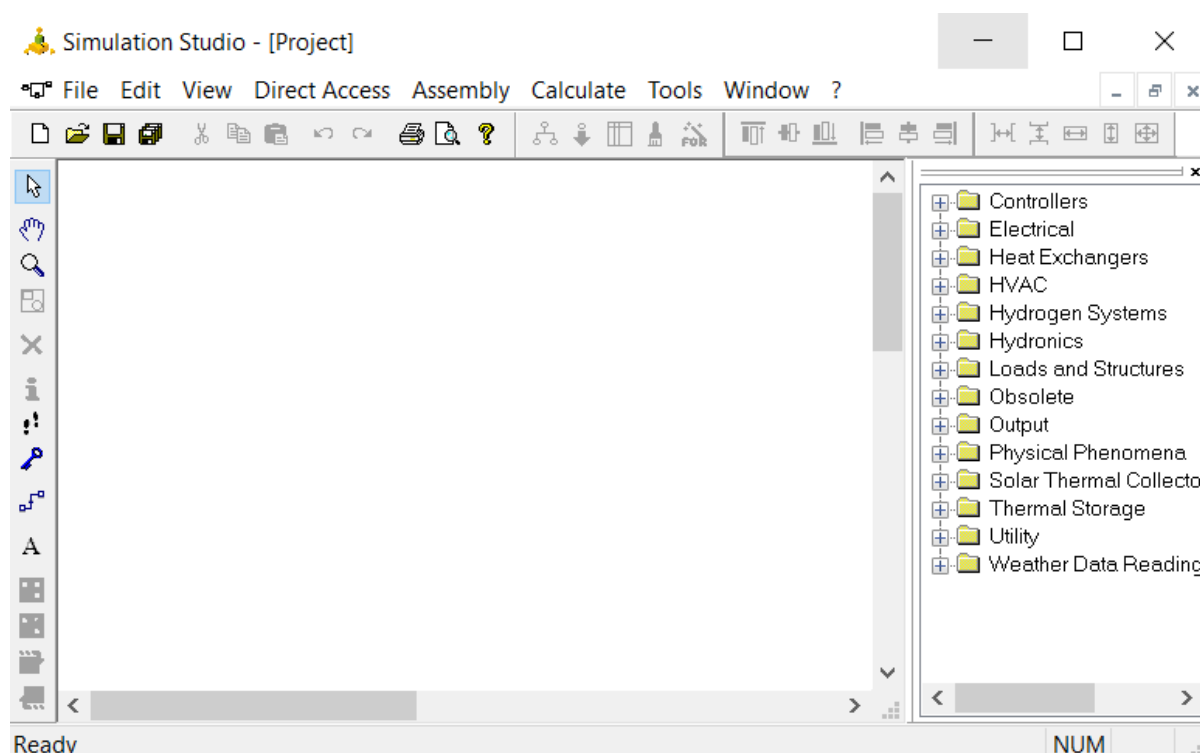 Simulation Studio - [Project]
File Edit View Direct Access Assembly Calculate Tools Window ?
FOR
A
Controllers
Electrical
Heat Exchangers
HVAC
Hydrogen Systems
Hydronics
Loads and Structures
Obsolete
Output
Physical Phenomena
Solar Thermal Collecto
Thermal Storage
Utility
Weather Data Reading
Ready NUM